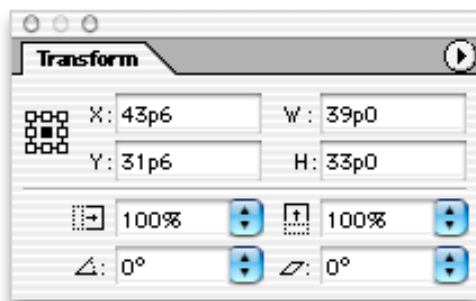 Transform
X: 43p6 W: 39p0
Y: 31p6 H: 33p0
100% 100%
: 0° : 0°